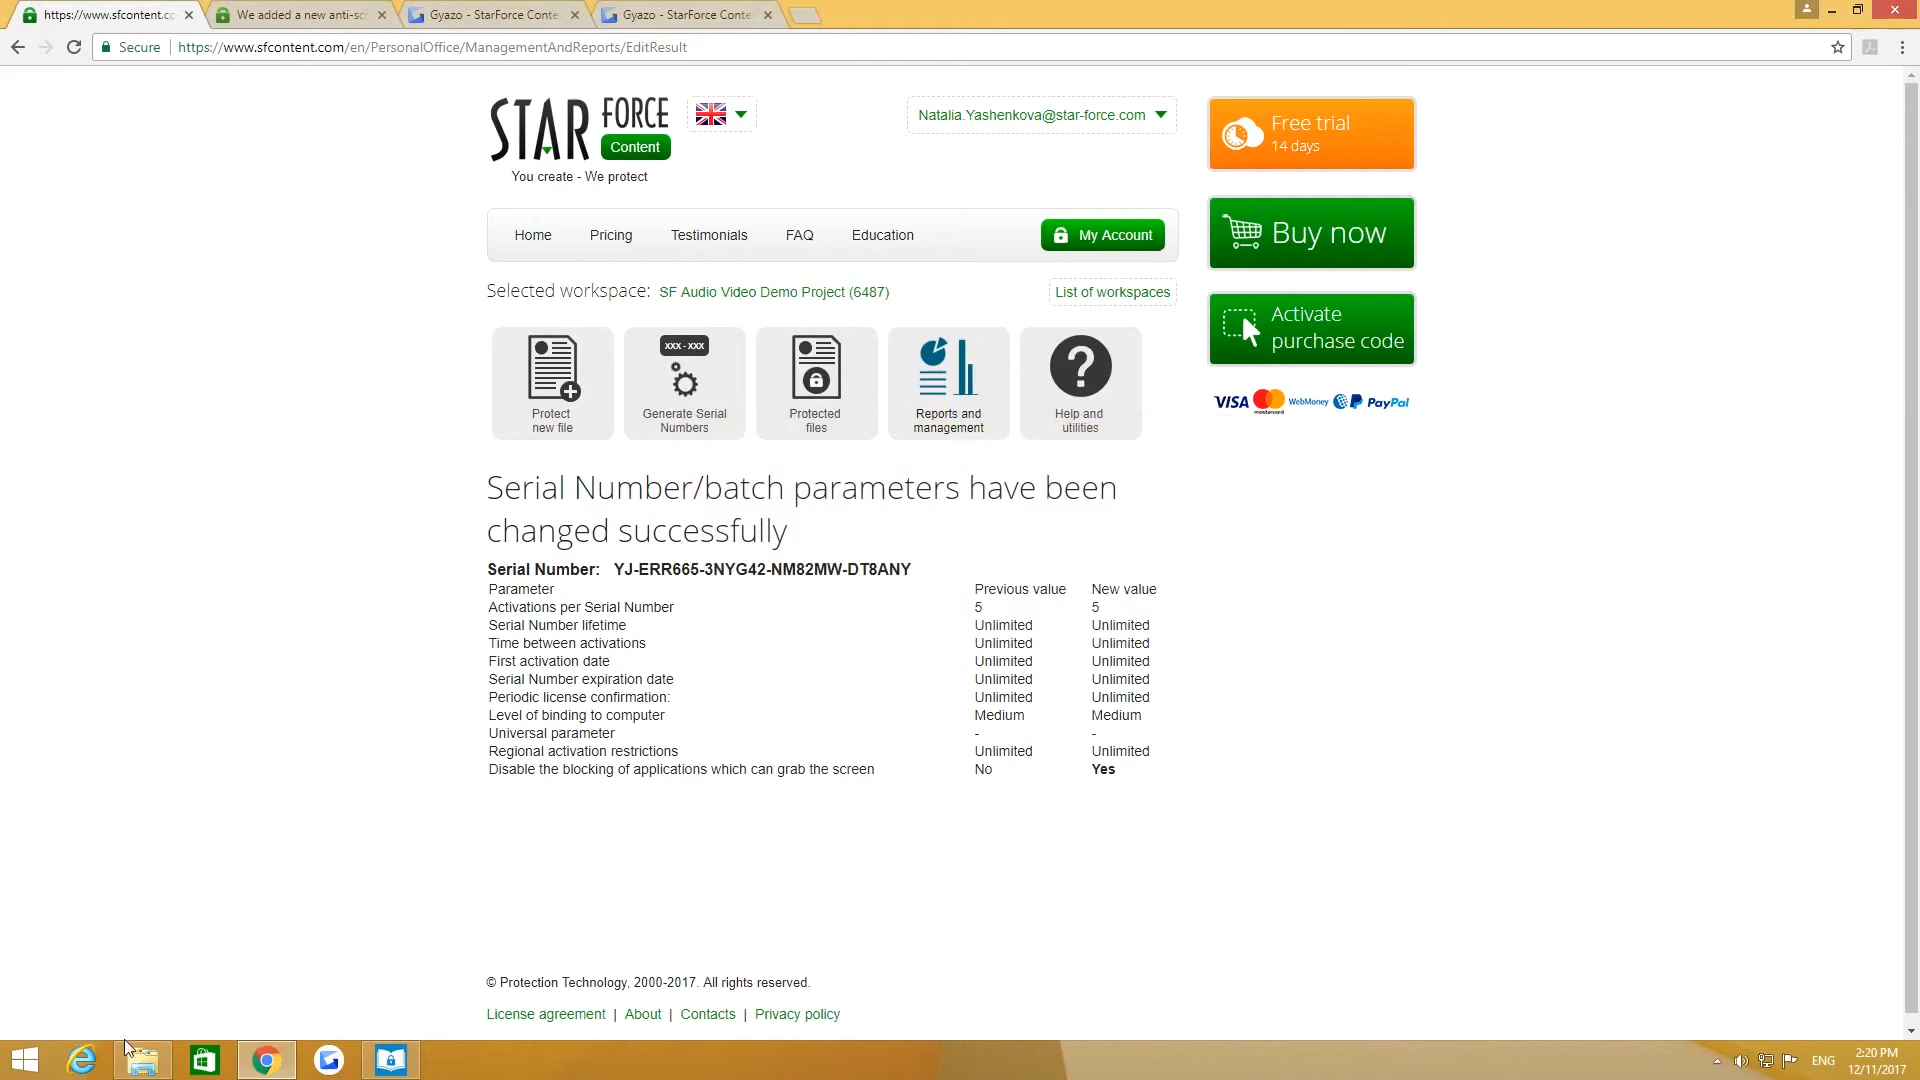 https://www.sfcontent.co
We added a new anti-sc
Gyazo - StarForce Conte
Gyazo - StarForce Conte
Secure
https://www.sfcontent.com/en/PersonalOffice/ManagementAndReports/EditResult
STAR FORCE
Content
You create - We protect
Natalia.Yashenkova@star-force.com
Free trial
14 days
Home
Pricing
Testimonials
FAQ
Education
My Account
Buy now
Selected workspace: SF Audio Video Demo Project (6487)
List of workspaces
Activate
purchase code
VISA mastercard WebMoney PayPal
xxx - xxx
Protect
new file
Generate Serial
Numbers
Protected
files
Reports and
management
?
Help and
utilities
Serial Number/batch parameters have been
changed successfully
Serial Number: YJ-ERR665-3NYG42-NM82MW-DT8ANY
Parameter Previous value New value
Activations per Serial Number 5 5
Serial Number lifetime Unlimited Unlimited
Time between activations Unlimited Unlimited
First activation date Unlimited Unlimited
Serial Number expiration date Unlimited Unlimited
Periodic license confirmation: Unlimited Unlimited
Level of binding to computer Medium Medium
Universal parameter - -
Regional activation restrictions Unlimited Unlimited
Disable the blocking of applications which can grab the screen No Yes
© Protection Technology, 2000-2017. All rights reserved.
License agreement | About | Contacts | Privacy policy
ENG
2:20 PM
12/11/2017